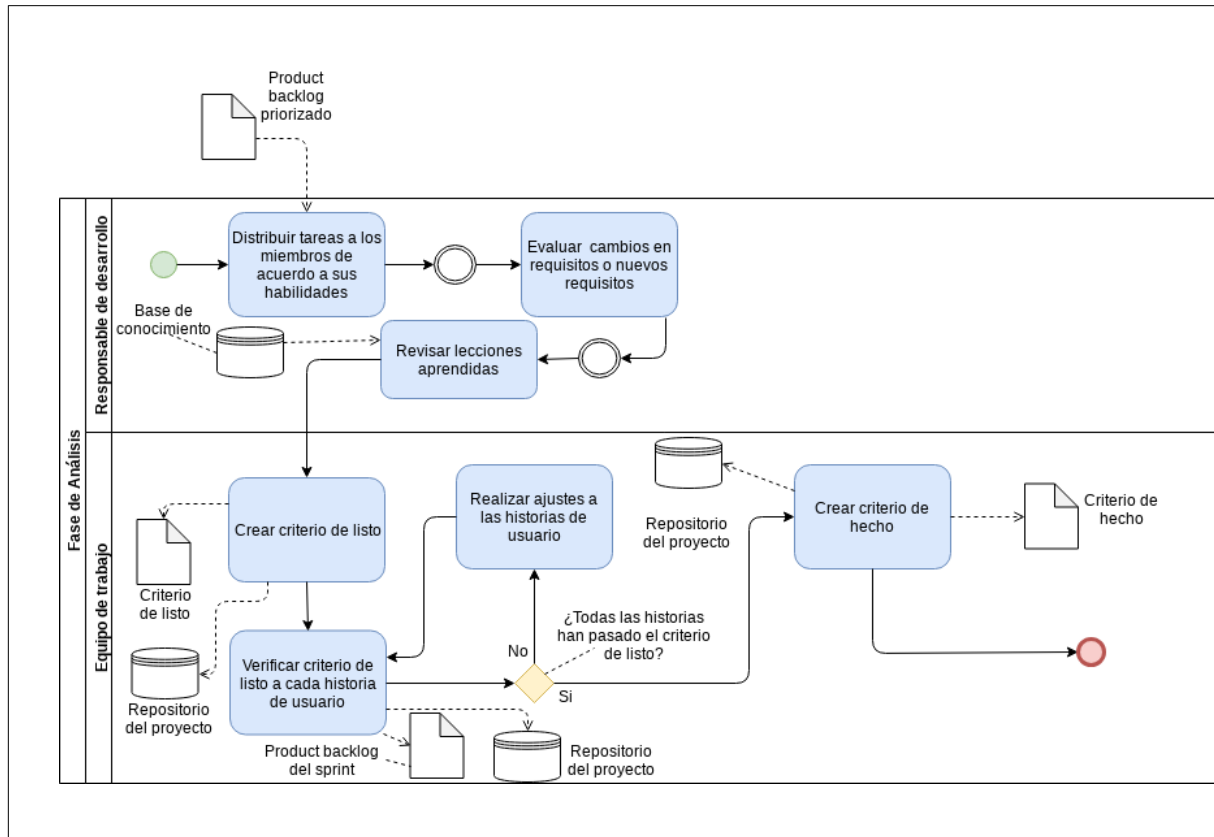 Product
backlog
priorizado
Fase de Análisis
Responsable de desarrollo
Distribuir tareas a los
miembros de
acuerdo a sus
habilidades
Evaluar cambios en
requisitos o nuevos
requisitos
Base de
conocimiento
Revisar lecciones
aprendidas
Equipo de trabajo
Crear criterio de listo
Realizar ajustes a
las historias de
usuario
Repositorio
del proyecto
Crear criterio de
hecho
Criterio de
hecho
Criterio
de listo
¿Todas las historias
han pasado el criterio
de listo?
No
Si
Verificar criterio de
listo a cada historia
de usuario
Repositorio
del proyecto
Product backlog
del sprint
Repositorio
del proyecto